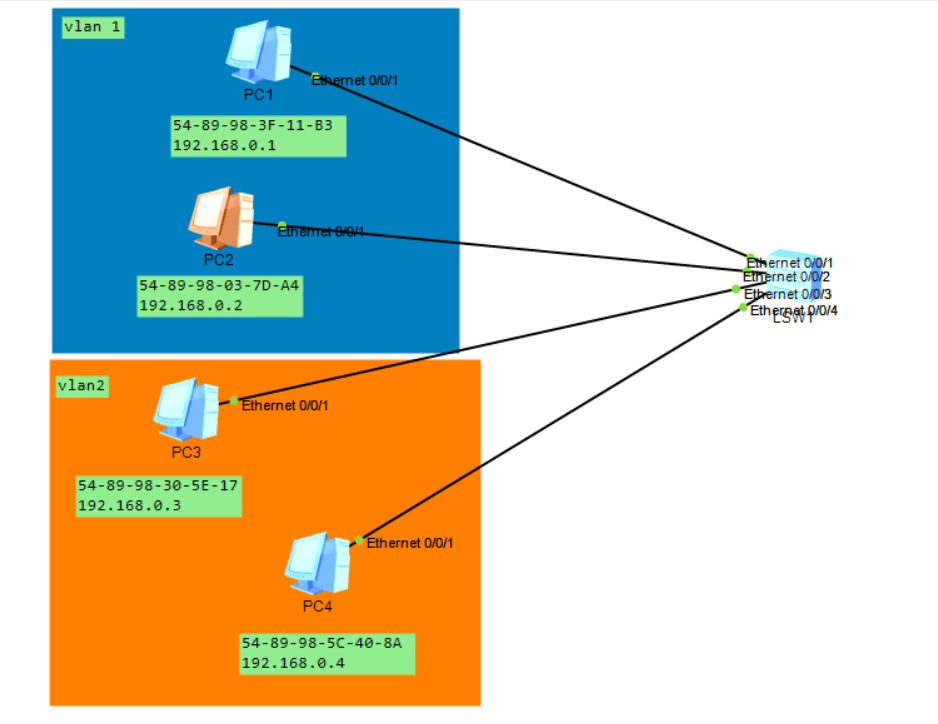 vlan 1
Ethernet 0/0/1
PC1
54-89-98-3F-11-B3
192.168.0.1
Ethernet 0/0/1
PC2
54-89-98-03-7D-A4
192.168.0.2
Ethernet 0/0/1
Ethernet 0/0/2
Ethernet 0/0/3
Ethernet 0/0/4
LSW1
vlan2
Ethernet 0/0/1
PC3
54-89-98-30-5E-17
192.168.0.3
Ethernet 0/0/1
PC4
54-89-98-5C-40-8A
192.168.0.4